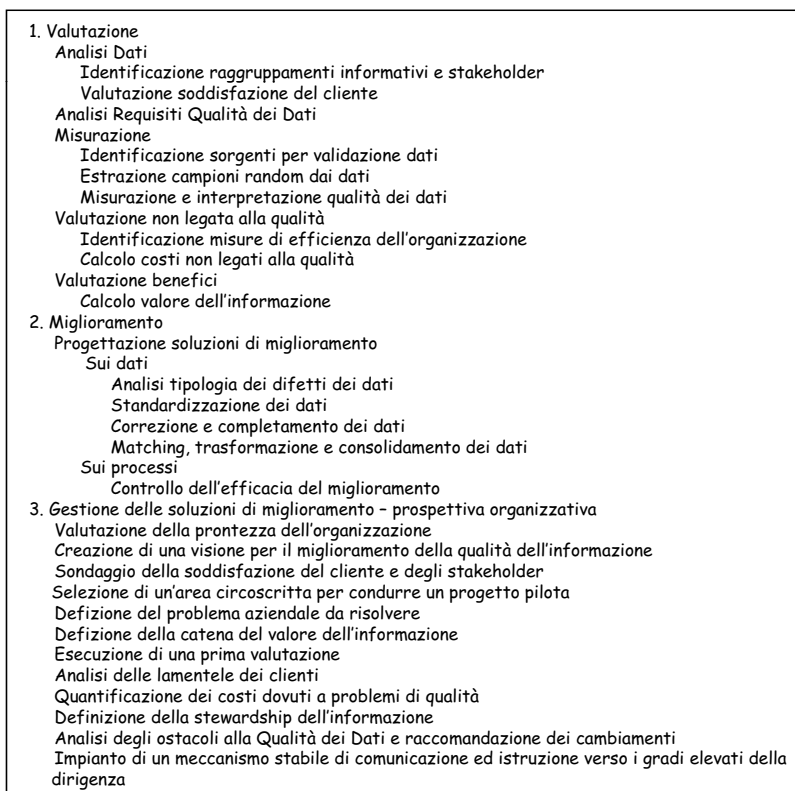 1. Valutazione
Analisi Dati
Identificazione raggruppamenti informativi e stakeholder
Valutazione soddisfazione del cliente
Analisi Requisiti Qualità dei Dati
Misurazione
Identificazione sorgenti per validazione dati
Estrazione campioni random dai dati
Misurazione e interpretazione qualità dei dati
Valutazione non legata alla qualità
Identificazione misure di efficienza dell'organizzazione
Calcolo costi non legati alla qualità
Valutazione benefici
Calcolo valore dell'informazione
2. Miglioramento
Progettazione soluzioni di miglioramento
Sui dati
Analisi tipologia dei difetti dei dati
Standardizzazione dei dati
Correzione e completamento dei dati
Matching, trasformazione e consolidamento dei dati
Sui processi
Controllo dell'efficacia del miglioramento
3. Gestione delle soluzioni di miglioramento – prospettiva organizzativa
Valutazione della prontezza dell'organizzazione
Creazione di una visione per il miglioramento della qualità dell'informazione
Sondaggio della soddisfazione del cliente e degli stakeholder
Selezione di un'area circoscritta per condurre un progetto pilota
Defizione del problema aziendale da risolvere
Defizione della catena del valore dell'informazione
Esecuzione di una prima valutazione
Analisi delle lamentele dei clienti
Quantificazione dei costi dovuti a problemi di qualità
Definizione della stewardship dell'informazione
Analisi degli ostacoli alla Qualità dei Dati e raccomandazione dei cambiamenti
Impianto di un meccanismo stabile di comunicazione ed istruzione verso i gradi elevati della
dirigenza